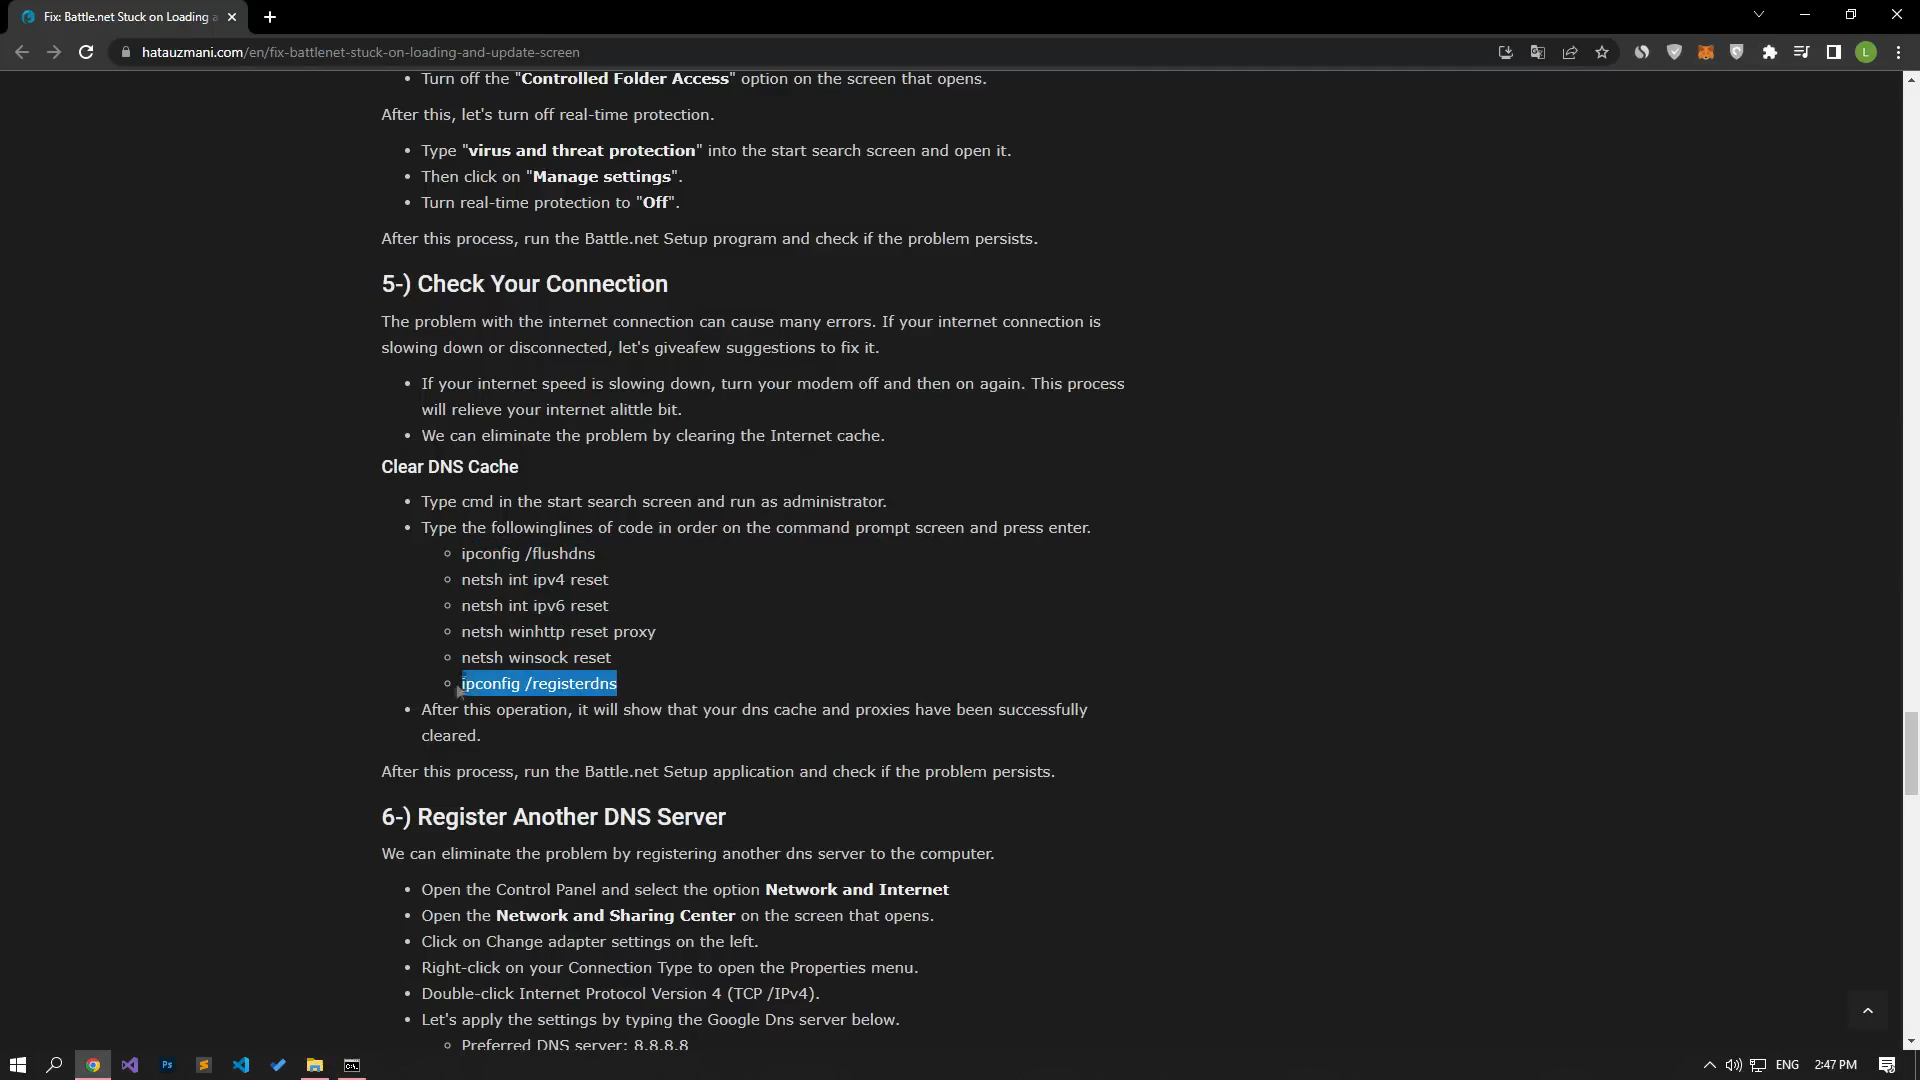 Fix: Battle.net Stuck on Loading a
hatauzmani.com/en/fix-battlenet-stuck-on-loading-and-update-screen
L
Turn off the "Controlled Folder Access" option on the screen that opens.
After this, let's turn off real-time protection.
Type "virus and threat protection" into the start search screen and open it.
Then click on "Manage settings".
Turn real-time protection to "Off".
After this process, run the Battle.net Setup program and check if the problem persists.
5-) Check Your Connection
The problem with the internet connection can cause many errors. If your internet connection is
slowing down or disconnected, let's giveafew suggestions to fix it.
If your internet speed is slowing down, turn your modem off and then on again. This process
will relieve your internet alittle bit.
We can eliminate the problem by clearing the Internet cache.
Clear DNS Cache
Type cmd in the start search screen and run as administrator.
Type the followinglines of code in order on the command prompt screen and press enter.
ipconfig /flushdns
netsh int ipv4 reset
netsh int ipv6 reset
netsh winhttp reset proxy
netsh winsock reset
ipconfig /registerdns
After this operation, it will show that your dns cache and proxies have been successfully
cleared.
After this process, run the Battle.net Setup application and check if the problem persists.
6-) Register Another DNS Server
We can eliminate the problem by registering another dns server to the computer.
Open the Control Panel and select the option Network and Internet
Open the Network and Sharing Center on the screen that opens.
Click on Change adapter settings on the left.
Right-click on your Connection Type to open the Properties menu.
Double-click Internet Protocol Version 4 (TCP /IPv4).
Let's apply the settings by typing the Google Dns server below.
Preferred DNS server: 8.8.8.8
Ps
ENG
2:47 PM